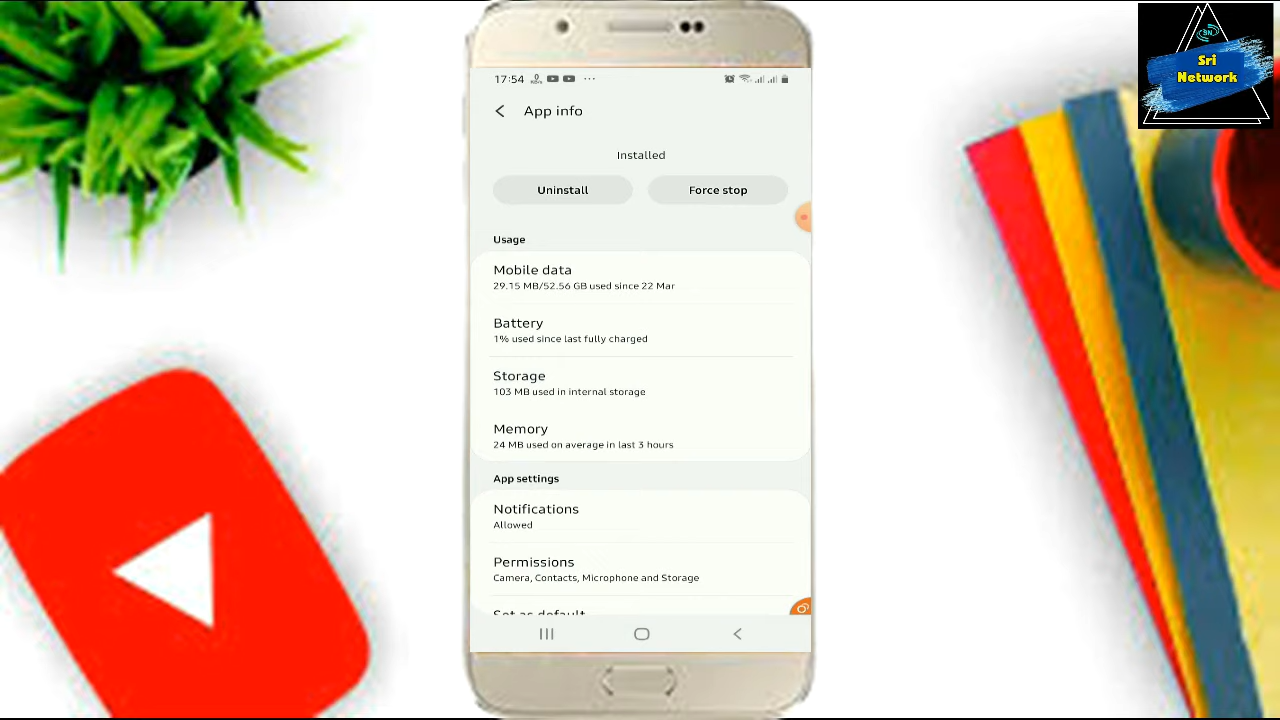 Sri
Network
17:54
App info
Installed
Uninstall
Force stop
Usage
Mobile data
29.15 MB/52.56 GB used since 22 Mar
Battery
1% used since last fully charged
Storage
103 MB used in internal storage
Memory
24 MB used on average in last 3 hours
App settings
Notifications
Allowed
Permissions
Camera, Contacts, Microphone and Storage
Set as default